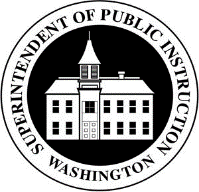 SUPERINTENDENT OF PUBLIC INSTRUCTION
WASHINGTON